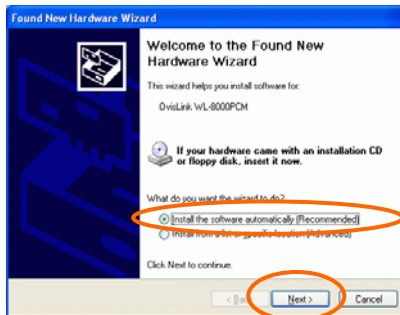 Found New Hardware Wizard
Welcome to the Found New
Hardware Wizard
This wizard helps you install software for:
OvisLink WL-8000PCM
If your hardware came with an installation CD
or floppy disk, insert it now.
What do you want the wizard to do?
Install the software automatically (Recommended)
Install from a list or specific location (Advanced)
Click Next to continue.
< Back
Next >
Cancel